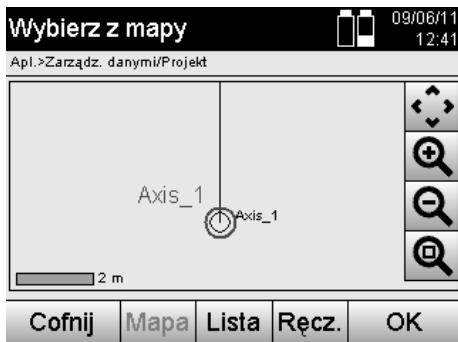 Wybierz z mapy
09/06/11
12:41
Apl.>Zarządz. danymi/Projekt
Axis_1
Axis_1
2 m
Cofnij Mapa Lista Ręcz. OK